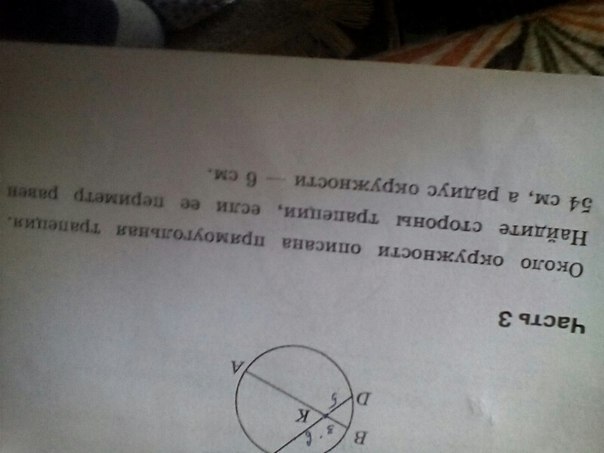 B
D
K
A
Часть 3
Около окружности описана прямоугольная трапеция.
Найдите стороны трапеции, если ее периметр равен
54 см, а радиус окружности — 6 см.